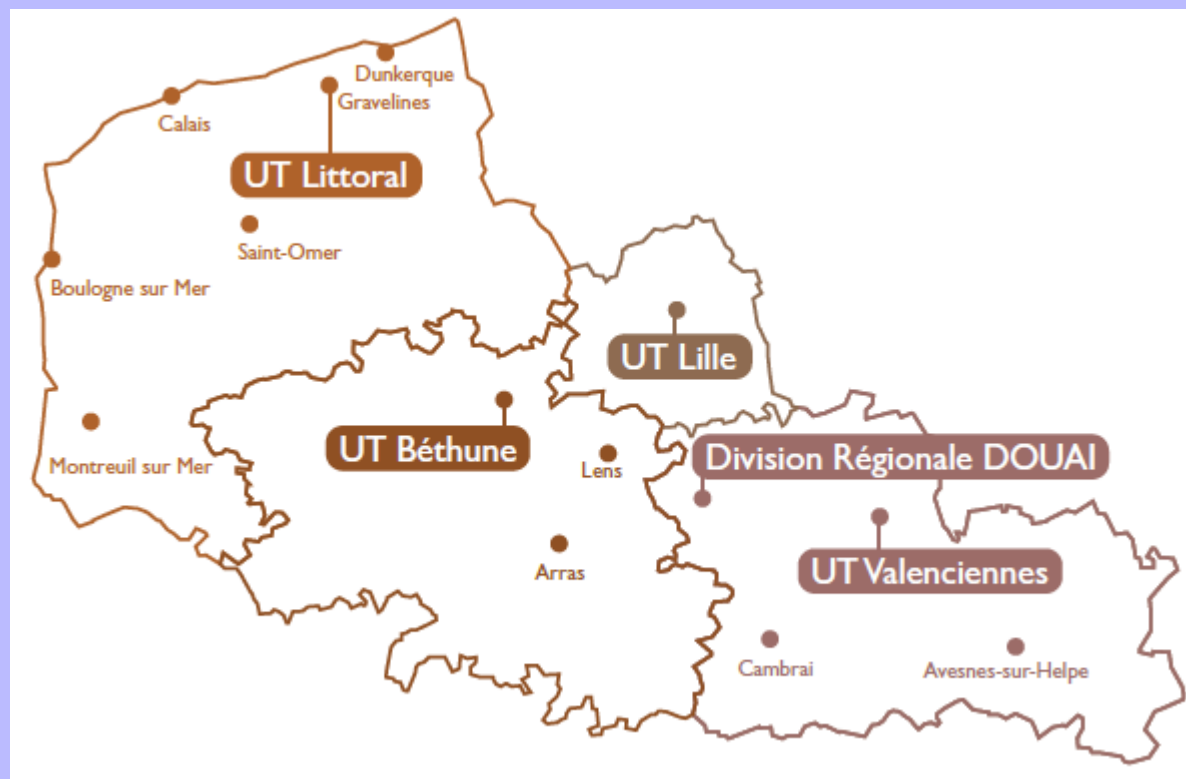 Dunkerque
Gravelines
Calais
UT Littoral
Saint-Omer
Boulogne sur Mer
UT Lille
UT Béthune
Montreuil sur Mer
Lens
Division Régionale DOUAI
Arras
UT Valenciennes
Cambrai
Avesnes-sur-Helpe